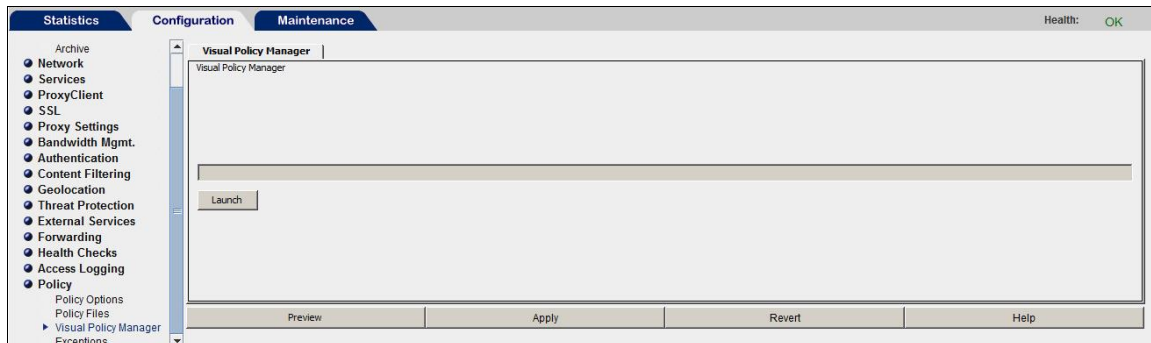 Statistics
Configuration
Maintenance
Health:
OK
Archive
Network
Services
ProxyClient
SSL
Proxy Settings
Bandwidth Mgmt.
Authentication
Content Filtering
Geolocation
Threat Protection
External Services
Forwarding
Health Checks
Access Logging
Policy
Policy Options
Policy Files
Visual Policy Manager
Exceptions
Visual Policy Manager
Visual Policy Manager
Launch
Preview
Apply
Revert
Help